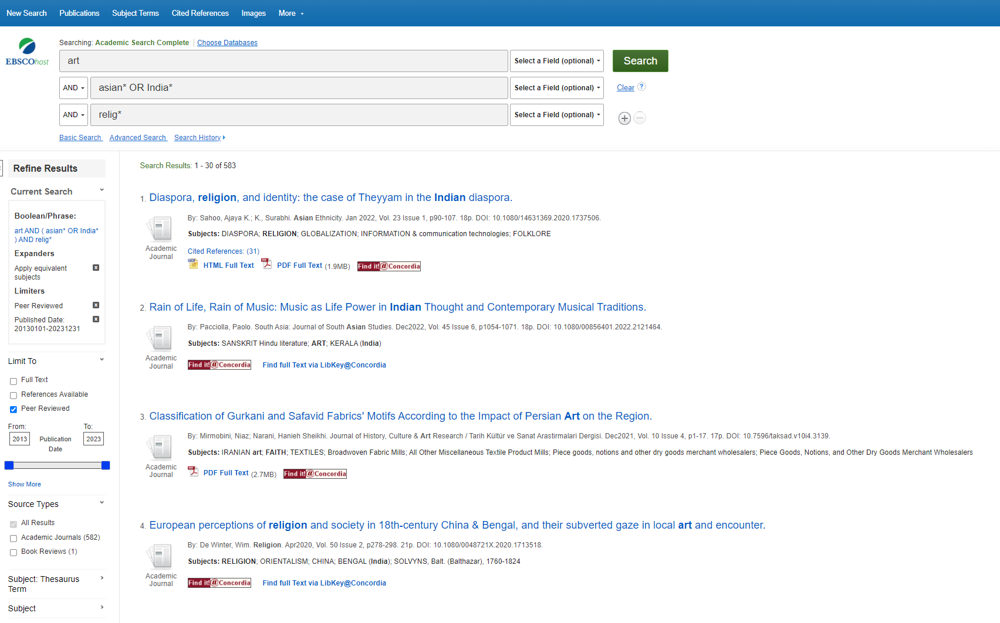 New Search Publications Subject Terms Cited References Images More
EBSCOhost
Searching: Academic Search Complete Choose Databases
art
Select a Field (optional)
Search
AND
asian* OR India*
Select a Field (optional)
Clear ?
AND
relig*
Select a Field (optional)
Basic Search Advanced Search Search History
Refine Results
Current Search
Boolean/Phrase:
art AND ( asian* OR India*
) AND relig*
Expanders
Apply equivalent
subjects
Limiters
Peer Reviewed
Published Date:
20130101-20231231
Limit To
Full Text
References Available
Peer Reviewed
From: To:
2013 Publication 2023
Date
Show More
Source Types
All Results
Academic Journals (582)
Book Reviews (1)
Subject: Thesaurus
Term
Subject
Search Results: 1 - 30 of 583
1. Diaspora, religion, and identity: the case of Theyyam in the Indian diaspora.
Academic
Journal
By: Sahoo, Ajaya K.; K., Surabhi. Asian Ethnicity. Jan 2022, Vol. 23 Issue 1, p90-107. 18p. DOI: 10.1080/14631369.2020.1737506.
Subjects: DIASPORA; RELIGION; GLOBALIZATION; INFORMATION & communication technologies; FOLKLORE
Cited References: (31)
HTML Full Text PDF Full Text (1.9MB) Find it!@Concordia
2. Rain of Life, Rain of Music: Music as Life Power in Indian Thought and Contemporary Musical Traditions.
Academic
Journal
By: Pacciolla, Paolo. South Asia: Journal of South Asian Studies. Dec2022, Vol. 45 Issue 6, p1054-1071. 18p. DOI: 10.1080/00856401.2022.2121464.
Subjects: SANSKRIT Hindu literature; ART; KERALA (India)
Find it!@Concordia Find full Text via LibKey@Concordia
3. Classification of Gurkani and Safavid Fabrics' Motifs According to the Impact of Persian Art on the Region.
Academic
Journal
By: Mirmobini, Niaz; Narani, Hanieh Sheikhi. Journal of History, Culture & Art Research / Tarih Kültür ve Sanat Arastirmalari Dergisi. Dec2021, Vol. 10 Issue 4, p1-17. 17p. DOI: 10.7596/taksad.v10i4.3139.
Subjects: IRANIAN art; FAITH; TEXTILES; Broadwoven Fabric Mills; All Other Miscellaneous Textile Product Mills; Piece goods, notions and other dry goods merchant wholesalers; Piece Goods, Notions, and Other Dry Goods Merchant Wholesalers
PDF Full Text (2.7MB) Find it!@Concordia
4. European perceptions of religion and society in 18th-century China & Bengal, and their subverted gaze in local art and encounter.
Academic
Journal
By: De Winter, Wim. Religion. Apr2020, Vol. 50 Issue 2, p278-298. 21p. DOI: 10.1080/0048721X.2020.1713518.
Subjects: RELIGION; ORIENTALISM; CHINA; BENGAL (India); SOLVYNS, Balt. (Balthazar), 1760-1824
Find it!@Concordia Find full Text via LibKey@Concordia